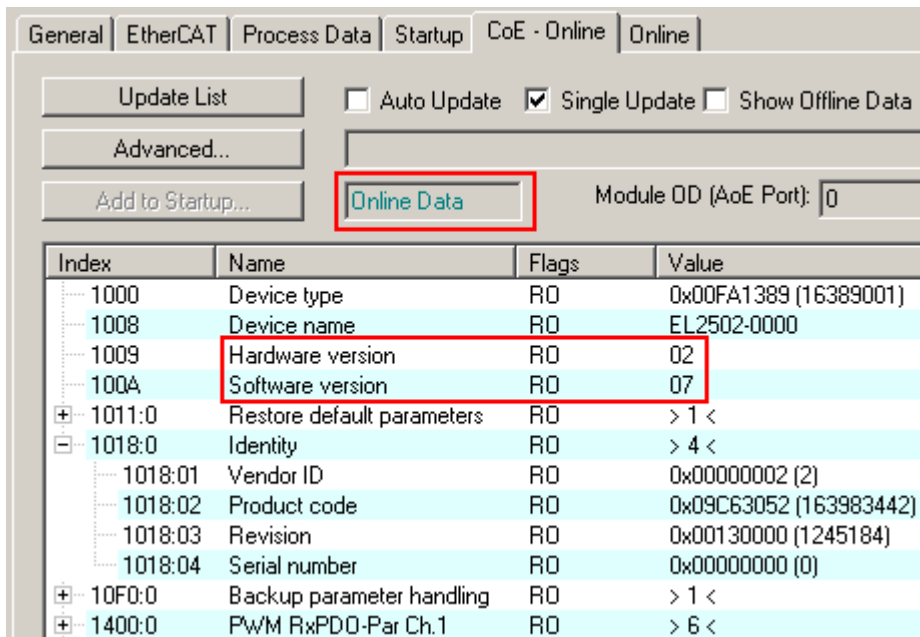 General EtherCAT Process Data Startup CoE - Online Online
Update List Auto Update Single Update Show Offline Data
Advanced...
Add to Startup... Online Data Module OD (AoE Port): 0
Index Name Flags Value
1000 Device type RO 0x00FA1389 (16389001)
1008 Device name RO EL2502-0000
1009 Hardware version RO 02
100A Software version RO 07
1011:0 Restore default parameters RO > 1 <
1018:0 Identity RO > 4 <
1018:01 Vendor ID RO 0x00000002 (2)
1018:02 Product code RO 0x09C63052 (163983442)
1018:03 Revision RO 0x00130000 (1245184)
1018:04 Serial number RO 0x00000000 (0)
10F0:0 Backup parameter handling RO > 1 <
1400:0 PWM RxPDO-Par Ch.1 RO > 6 <